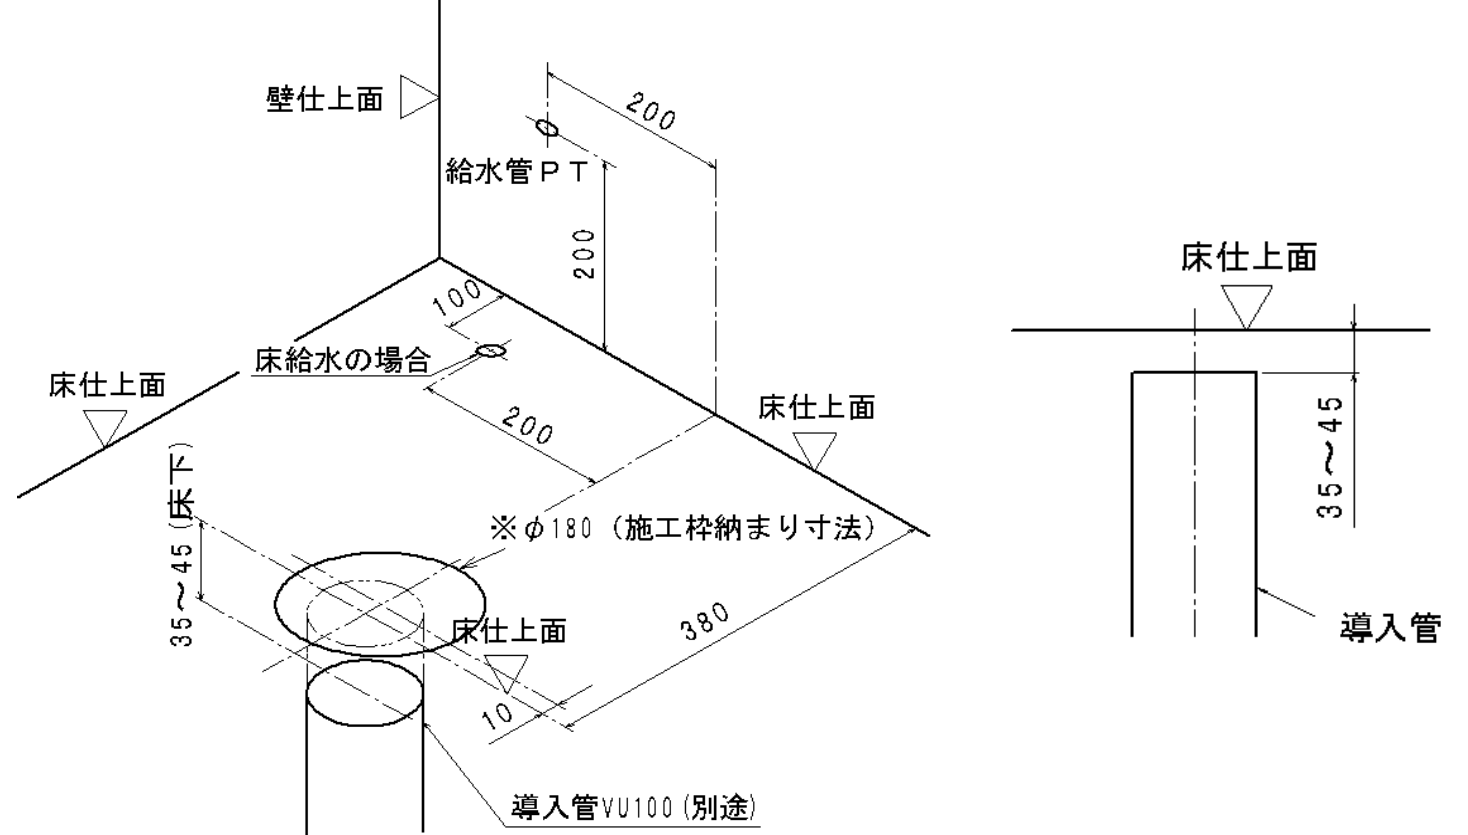 壁仕上面
200
給水管PT
200
100
床給水の場合
床仕上面
200
床仕上面
※φ180（施工枠納まり寸法）
35～45（床下）
床仕上面
380
10
導入管VU100（別途）
床仕上面
35～45
導入管